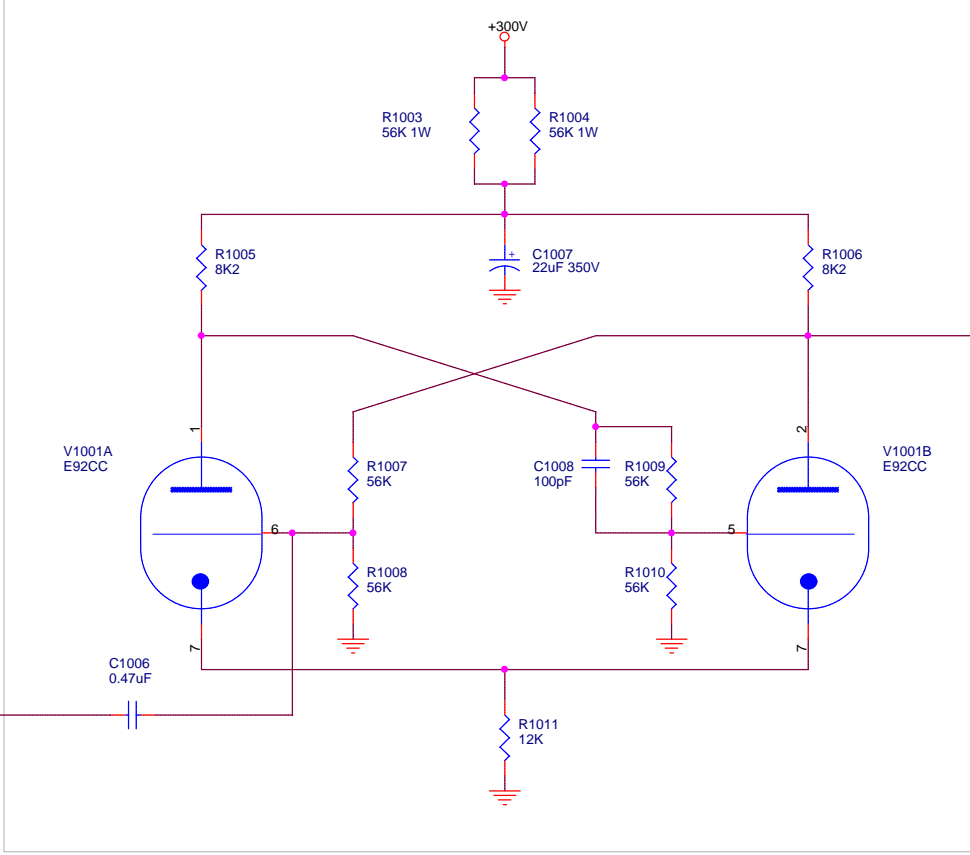 +300V
R1003
56K 1W
R1004
56K 1W
R1005
8K2
C1007
22uF 350V
+
R1006
8K2
1
2
V1001A
E92CC
R1007
56K
C1008
100pF
R1009
56K
V1001B
E92CC
6
5
R1008
56K
R1010
56K
7
7
C1006
0.47uF
R1011
12K